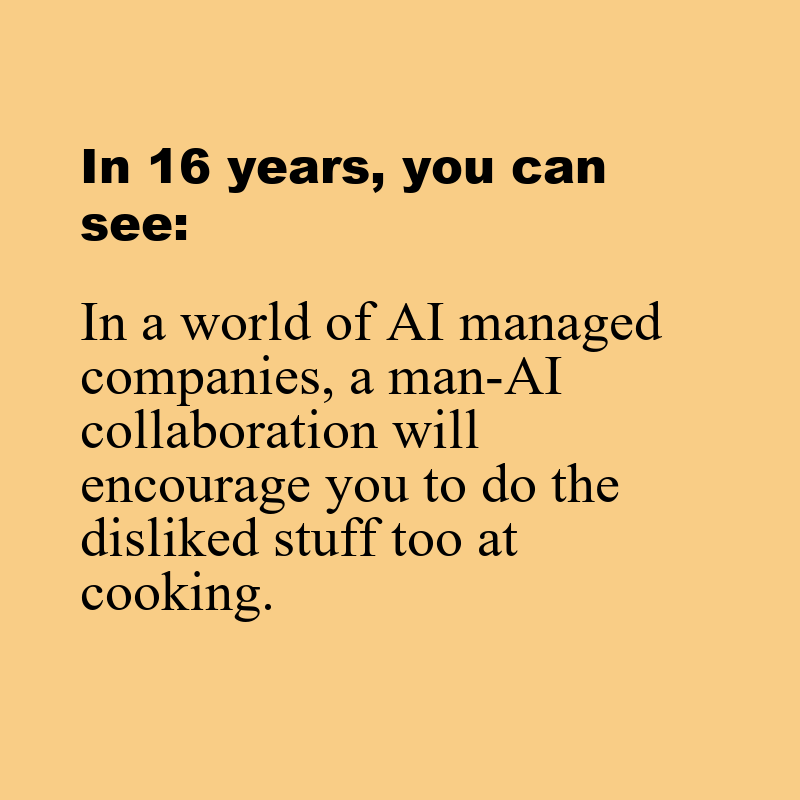 In 16 years, you can
see:
In a world of AI managed
companies, a man-AI
collaboration will
encourage you to do the
disliked stuff too at
cooking.